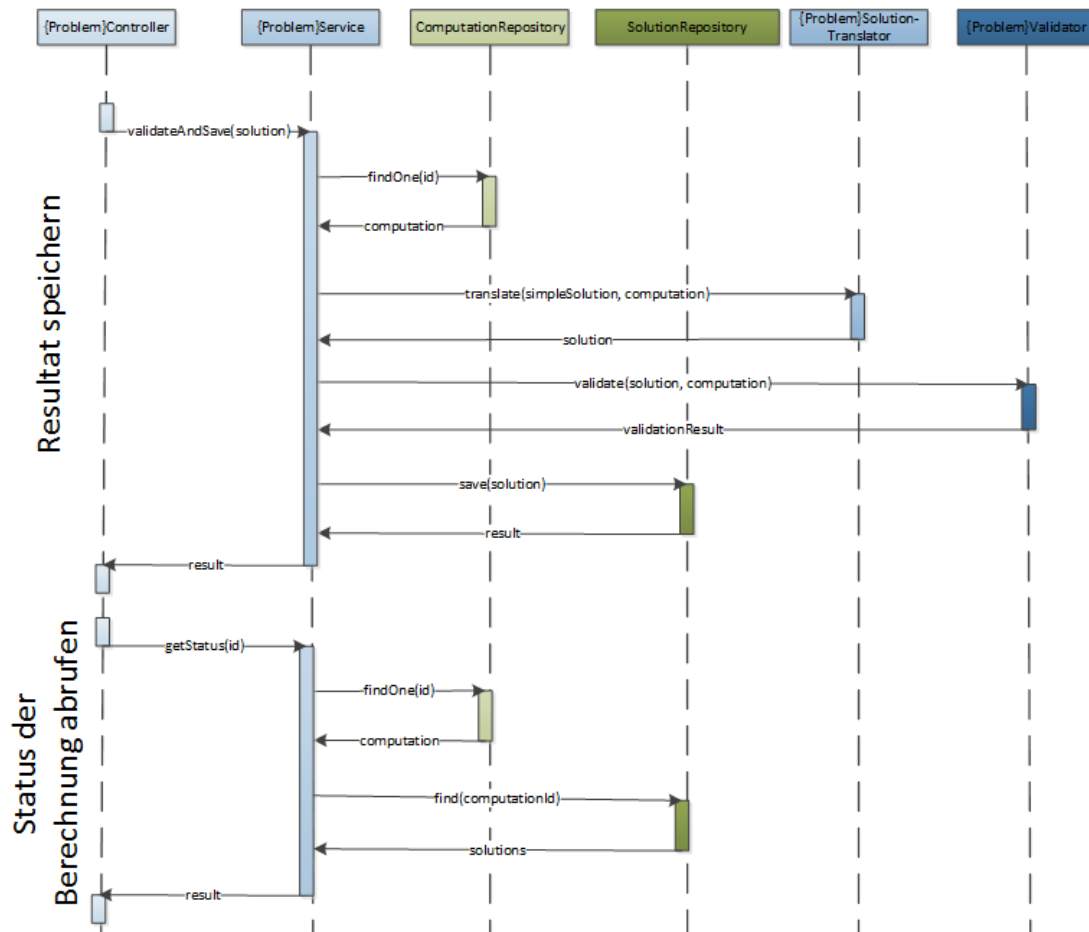 {Problem}Controller
{Problem}Service
ComputationRepository
SolutionRepository
{Problem}Solution-
Translator
{Problem}Validator
Resultat speichern
validateAndSave(solution)
findOne(id)
computation
translate(simpleSolution, computation)
solution
validate(solution, computation)
validationResult
save(solution)
result
result
Status der
Berechnung abrufen
getStatus(id)
findOne(id)
computation
find(computationId)
solutions
result